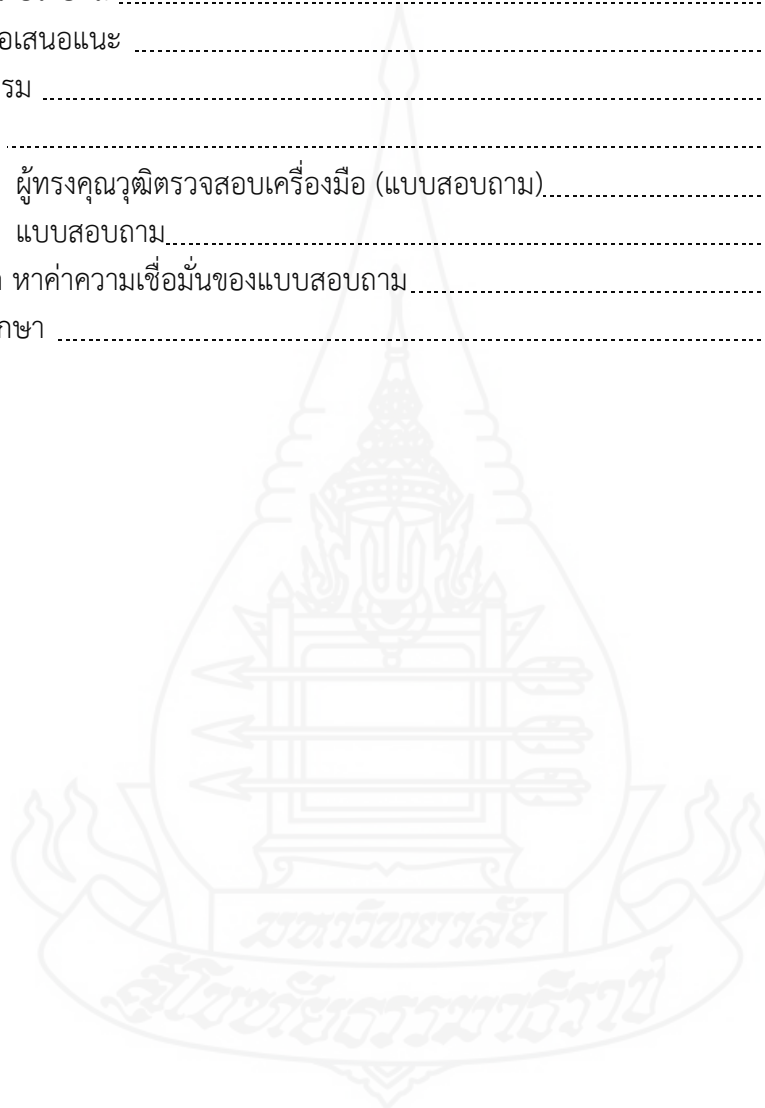 อเสนอแนะ
รม
ผู้ทรงคุณวุฒิตรวจสอบเครื่องมือ (แบบสอบถาม)
แบบสอบถาม
หาค่าความเชื่อมั่นของแบบสอบถาม
กษา
มหาวิทยาลัย
สุโขทัยธรรมาธิราช